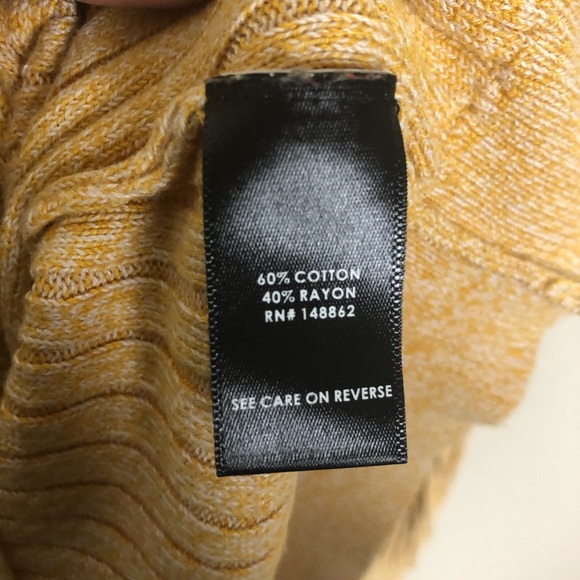 60% COTTON
40% RAYON
RN# 148862
SEE CARE ON REVERSE